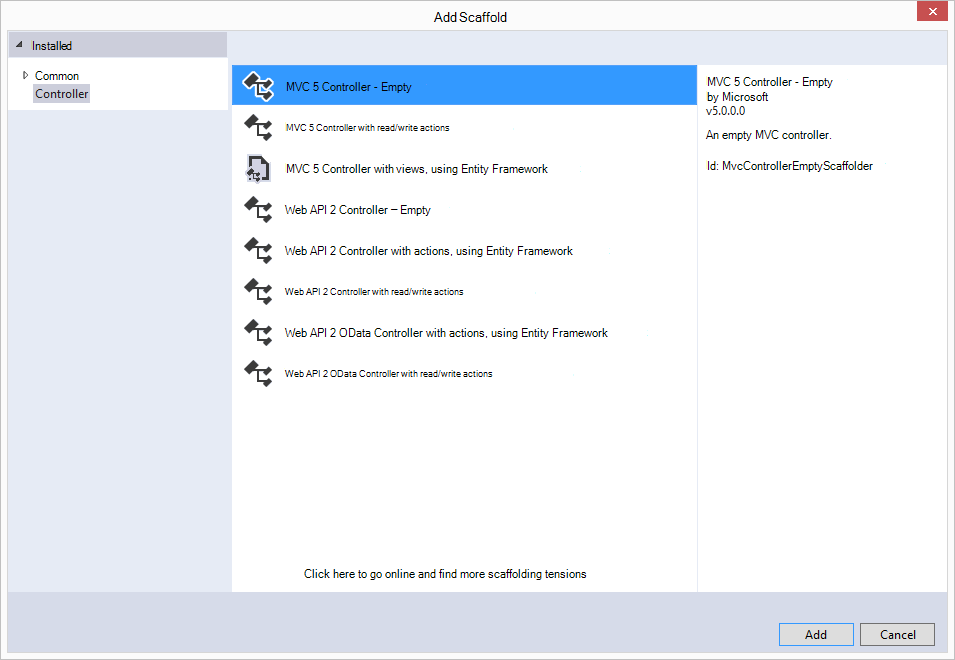 Add Scaffold
Installed
Common
Controller
MVC 5 Controller - Empty
MVC 5 Controller with read/write actions
MVC 5 Controller with views, using Entity Framework
Web API 2 Controller – Empty
Web API 2 Controller with actions, using Entity Framework
Web API 2 Controller with read/write actions
Web API 2 OData Controller with actions, using Entity Framework
Web API 2 OData Controller with read/write actions
Click here to go online and find more scaffolding tensions
MVC 5 Controller - Empty
by Microsoft
v5.0.0.0
An empty MVC controller.
Id: MvcControllerEmptyScaffolder
Add
Cancel